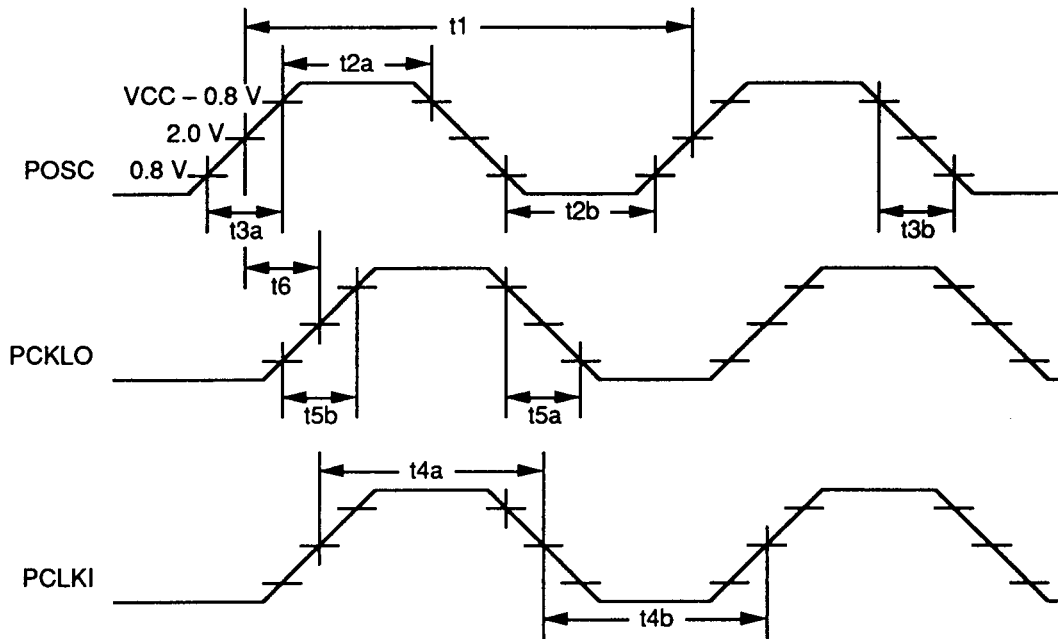 t1
t2a
VCC – 0.8 V
2.0 V
POSC
0.8 V
t2b
t3a
t3b
t6
PCKLO
t5b
t5a
t4a
PCLKI
t4b